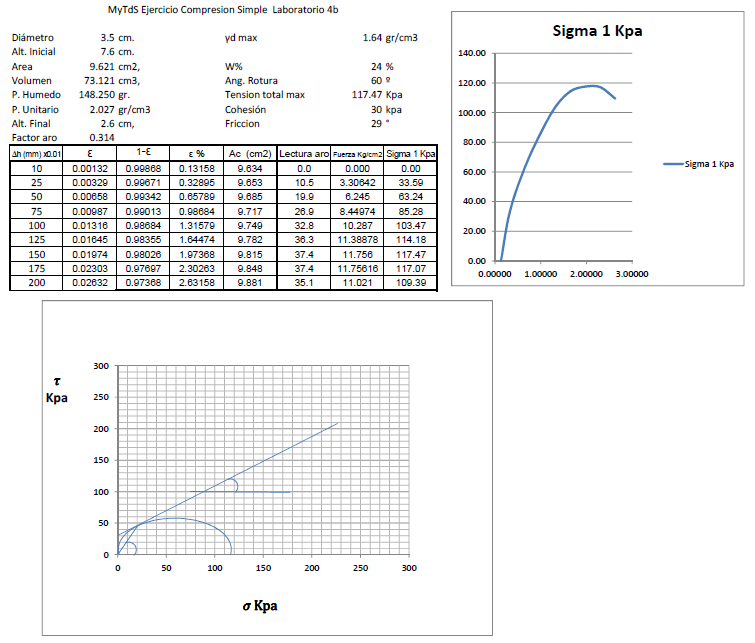 MyTdS Ejercicio Compresion Simple Laboratorio 4b
Diámetro 3.5 cm. γd max 1.64 gr/cm3
Alt. Inicial 7.6 cm.
Area 9.621 cm2, W% 24 %
Volumen 73.121 cm3, Ang. Rotura 60 º
P. Humedo 148.250 gr. Tension total max 117.47 Kpa
P. Unitario 2.027 gr/cm3 Cohesión 30 kpa
Alt. Final 2.6 cm, Friccion 29 °
Factor aro 0.314
Δh (mm) x0.01 ε 1-ε ε % Ac (cm2) Lectura aro Fuerza Kg/cm2 Sigma 1 Kpa
10 0.00132 0.99868 0.13158 9.634 0.0 0.000 0.00
25 0.00329 0.99671 0.32895 9.653 10.5 3.30642 33.59
50 0.00658 0.99342 0.65789 9.685 19.9 6.245 63.24
75 0.00987 0.99013 0.98684 9.717 26.9 8.44974 85.28
100 0.01316 0.98684 1.31579 9.749 32.8 10.287 103.47
125 0.01645 0.98355 1.64474 9.782 36.3 11.38878 114.18
150 0.01974 0.98026 1.97368 9.815 37.4 11.756 117.47
175 0.02303 0.97697 2.30263 9.848 37.4 11.75616 117.07
200 0.02632 0.97368 2.63158 9.881 35.1 11.021 109.39
Sigma 1 Kpa
140.00
120.00
100.00
80.00
60.00
40.00
20.00
0.00
0.00000 1.00000 2.00000 3.00000
Sigma 1 Kpa
τ
Kpa
300
250
200
150
100
50
0
0 50 100 150 200 250 300
σ Kpa